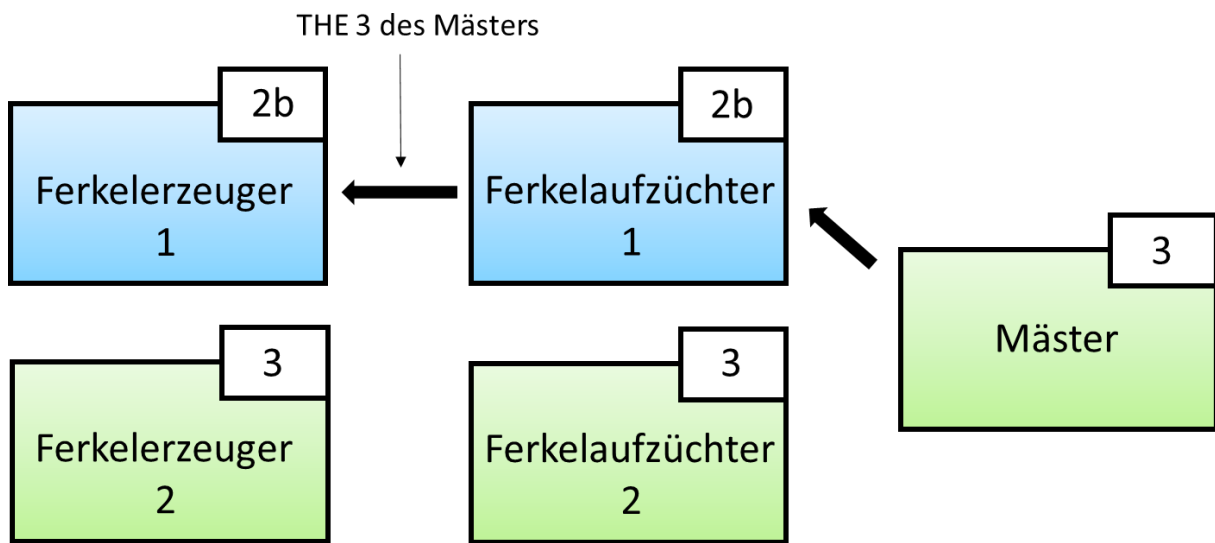 THE 3 des Mästers
2b
Ferkelerzeuger
1
2b
Ferkelaufzüchter
1
3
Mäster
3
Ferkelerzeuger
2
3
Ferkelaufzüchter
2